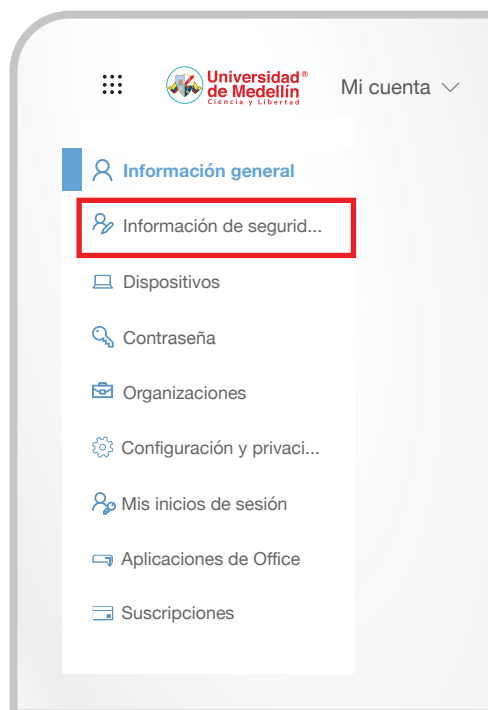 Universidad®
de Medellín
Ciencia y Libertad
Mi cuenta
Información general
Información de segurid...
Dispositivos
Contraseña
Organizaciones
Configuración y privaci...
Mis inicios de sesión
Aplicaciones de Office
Suscripciones